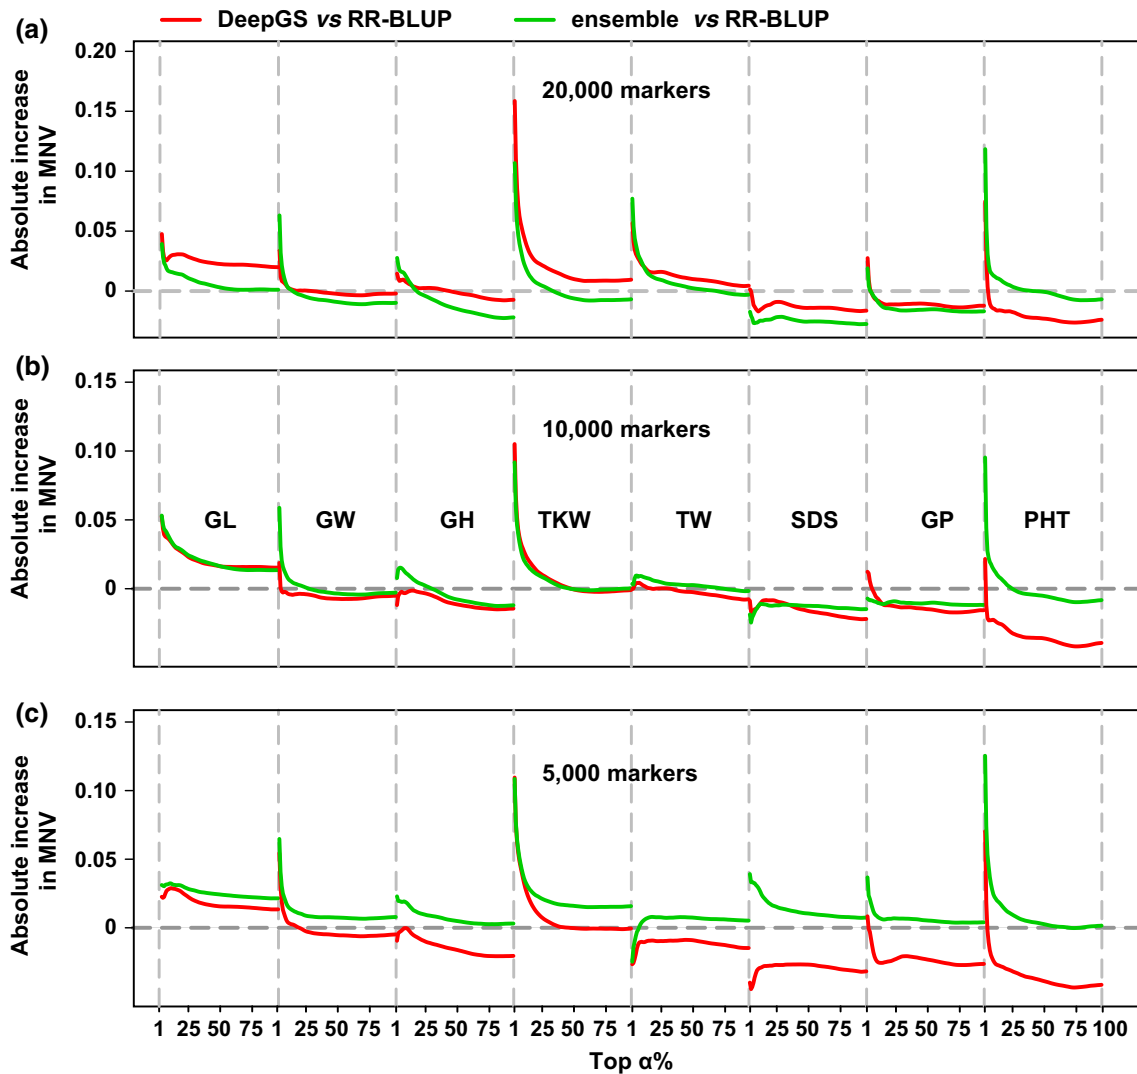 (a)
DeepGS vs RR-BLUP
ensemble vs RR-BLUP
Absolute increase
in MNV
0.20
0.15
0.10
0.05
0
20,000 markers
(b)
Absolute increase
in MNV
0.15
0.10
0.05
0
10,000 markers
GL GW GH TKW TW SDS GP PHT
(c)
Absolute increase
in MNV
0.15
0.10
0.05
0
5,000 markers
1 25 50 75 1 25 50 75 1 25 50 75 1 25 50 75 1 25 50 75 1 25 50 75 1 25 50 75 1 25 50 75 100
Top α%